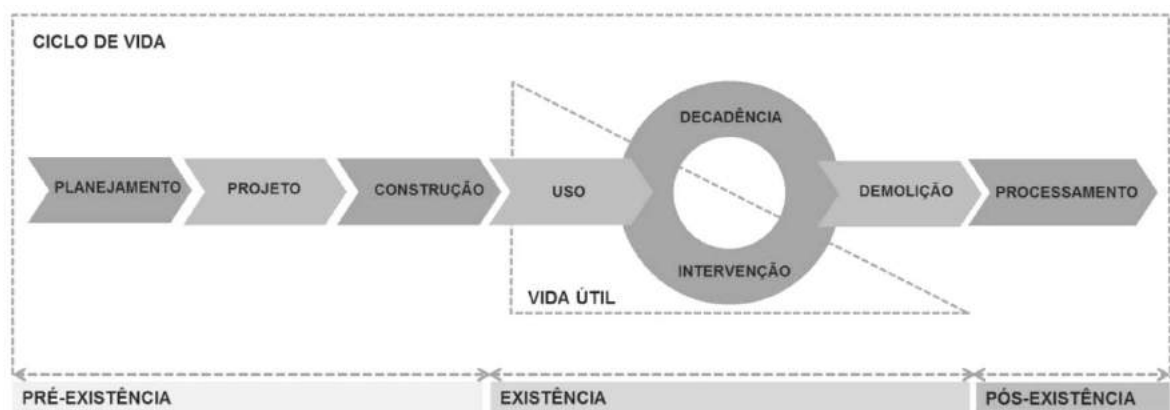 CICLO DE VIDA
DECADÊNCIA
PLANEJAMENTO
PROJETO
CONSTRUÇÃO
USO
DEMOLIÇÃO
PROCESSAMENTO
INTERVENÇÃO
VIDA ÚTIL
PRÉ-EXISTÊNCIA
EXISTÊNCIA
PÓS-EXISTÊNCIA